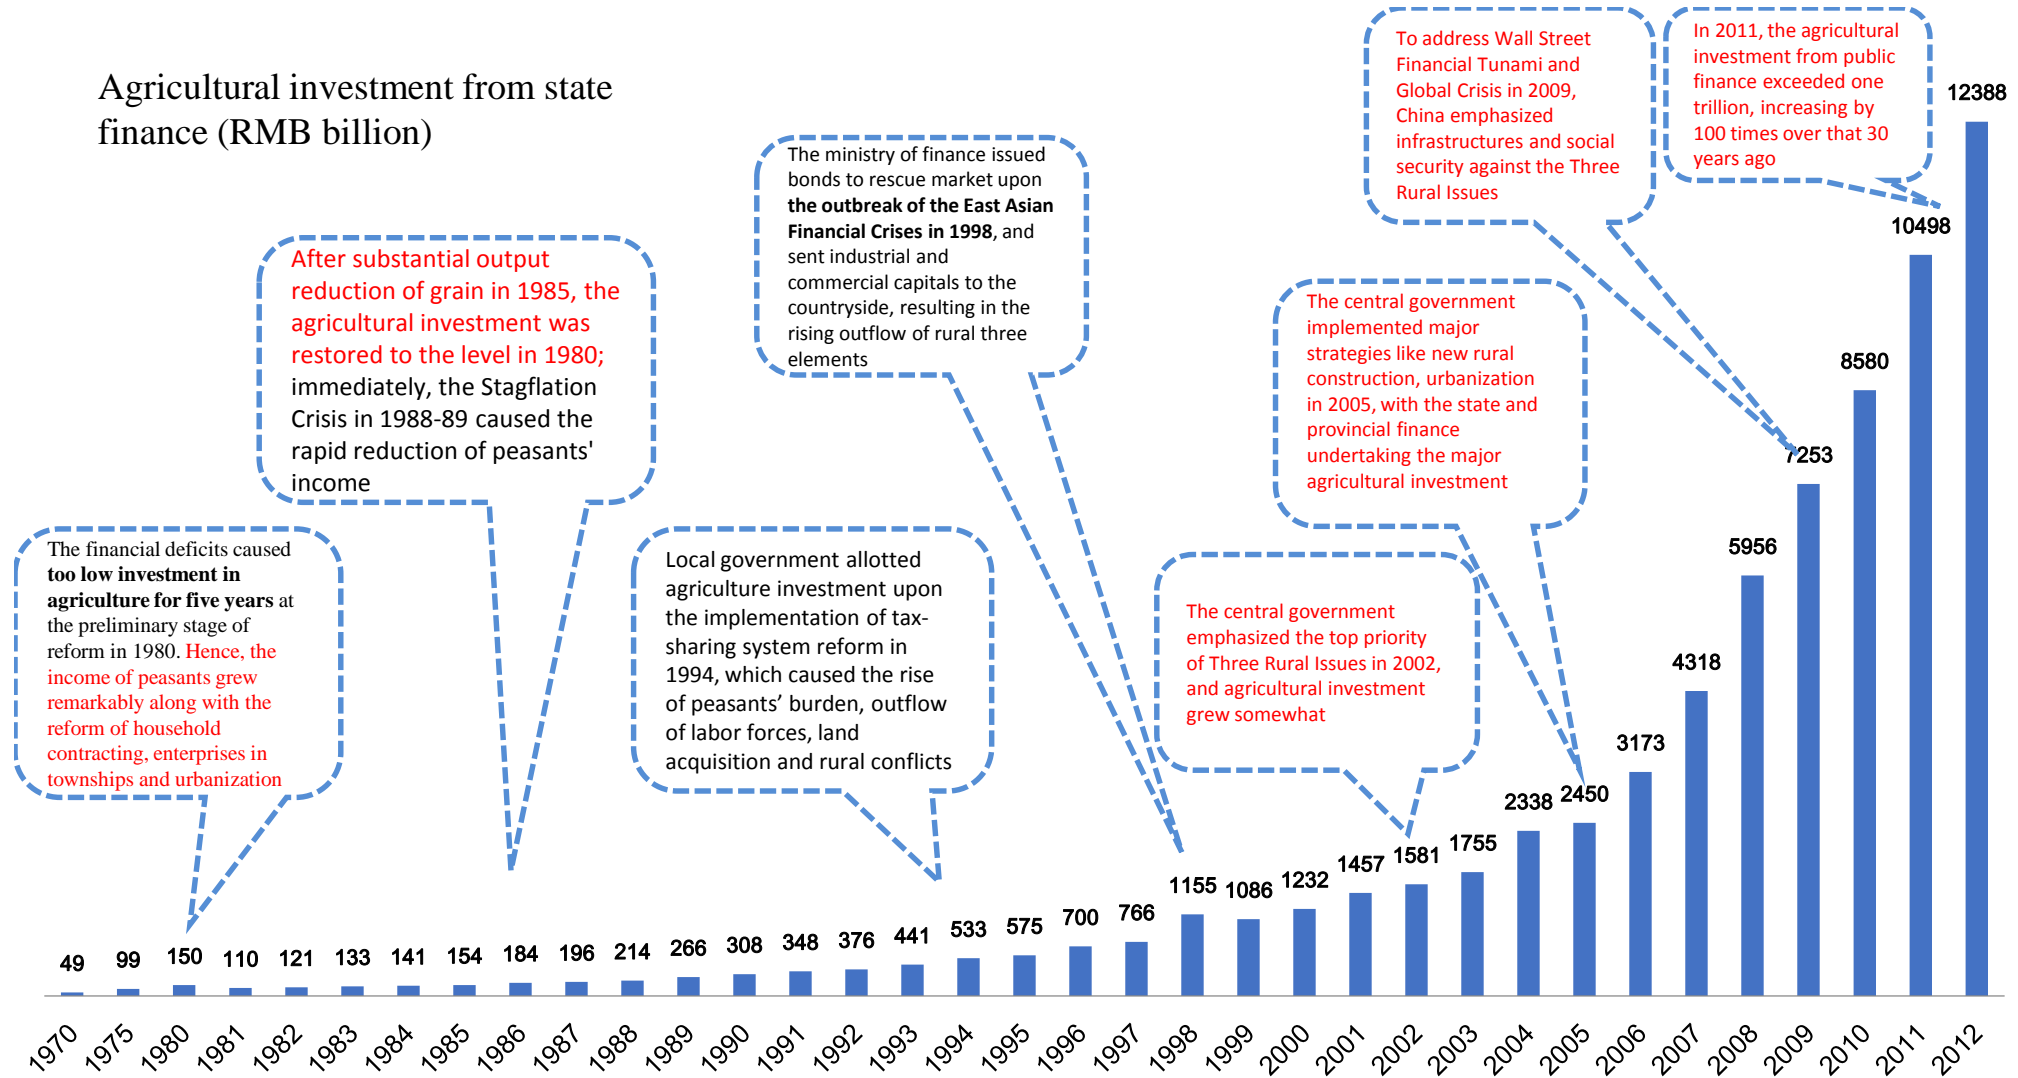 Agricultural investment from state
finance (RMB billion)
The financial deficits caused
too low investment in
agriculture for five years at
the preliminary stage of
reform in 1980. Hence, the
income of peasants grew
remarkably along with the
reform of household
contracting, enterprises in
townships and urbanization
After substantial output
reduction of grain in 1985, the
agricultural investment was
restored to the level in 1980;
immediately, the Stagflation
Crisis in 1988-89 caused the
rapid reduction of peasants'
income
Local government allotted
agriculture investment upon
the implementation of tax-
sharing system reform in
1994, which caused the rise
of peasants’ burden, outflow
of labor forces, land
acquisition and rural conflicts
The ministry of finance issued
bonds to rescue market upon
the outbreak of the East Asian
Financial Crises in 1998, and
sent industrial and
commercial capitals to the
countryside, resulting in the
rising outflow of rural three
elements
The central government
emphasized the top priority
of Three Rural Issues in 2002,
and agricultural investment
grew somewhat
The central government
implemented major
strategies like new rural
construction, urbanization
in 2005, with the state and
provincial finance
undertaking the major
agricultural investment
To address Wall Street
Financial Tunami and
Global Crisis in 2009,
China emphasized
infrastructures and social
security against the Three
Rural Issues
In 2011, the agricultural
investment from public
finance exceeded one
trillion, increasing by
100 times over that 30
years ago
49 99 150 110 121 133 141 154 184 196 214 266 308 348 376 441 533 575 700 766 1155 1086 1232 1457 1581 1755 2338 2450 3173 4318 5956 7253 8580 10498 12388
1970 1975 1980 1981 1982 1983 1984 1985 1986 1987 1988 1989 1990 1991 1992 1993 1994 1995 1996 1997 1998 1999 2000 2001 2002 2003 2004 2005 2006 2007 2008 2009 2010 2011 2012